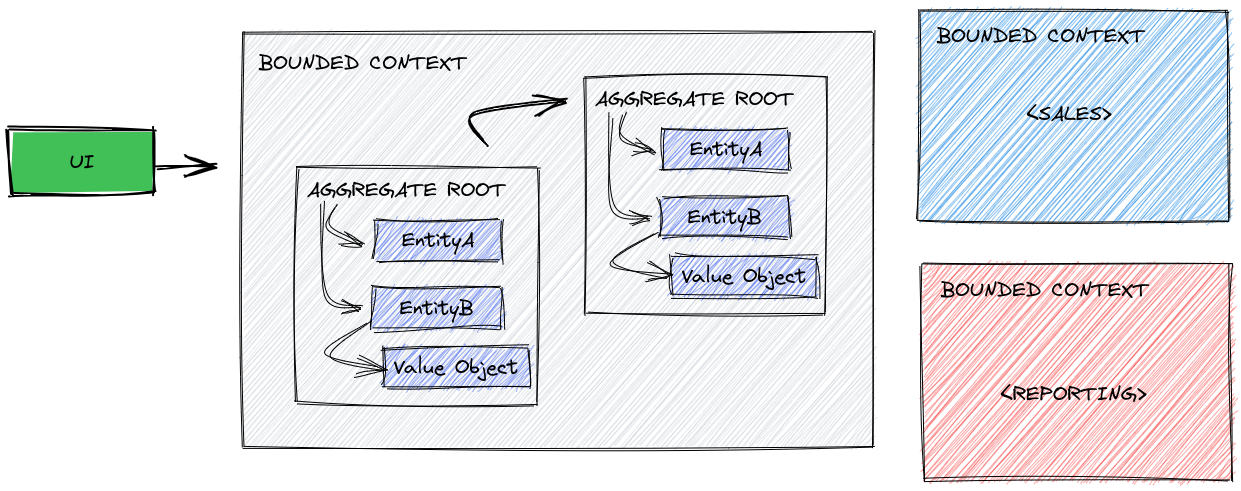 UI
BOUNDED CONTEXT
AGGREGATE ROOT
EntityA
EntityB
Value Object
AGGREGATE ROOT
EntityA
EntityB
Value Object
BOUNDED CONTEXT
<SALES>
BOUNDED CONTEXT
<REPORTING>